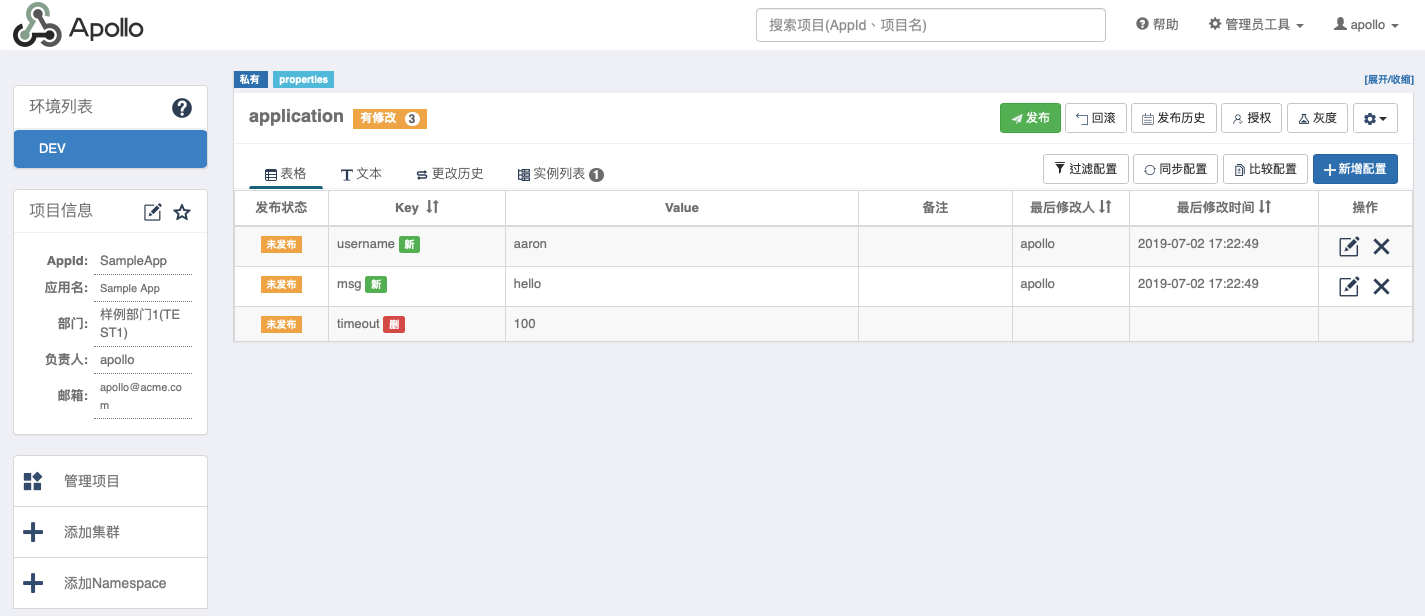 Apollo
搜索项目(AppId、项目名)
帮助
管理员工具
apollo
环境列表
DEV
项目信息
AppId: SampleApp
应用名: Sample App
部门: 样例部门1(TE
ST1)
负责人: apollo
邮箱: apollo@acme.co
m
管理项目
添加集群
添加Namespace
私有 properties
[展开/收缩]
application 有修改 3
发布 回滚 发布历史 授权 灰度
表格 文本 更改历史 实例列表 1
过滤配置 同步配置 比较配置 新增配置
发布状态 Key Value 备注 最后修改人 最后修改时间 操作
未发布 username 新 aaron apollo 2019-07-02 17:22:49
未发布 msg 新 hello apollo 2019-07-02 17:22:49
未发布 timeout 删 100